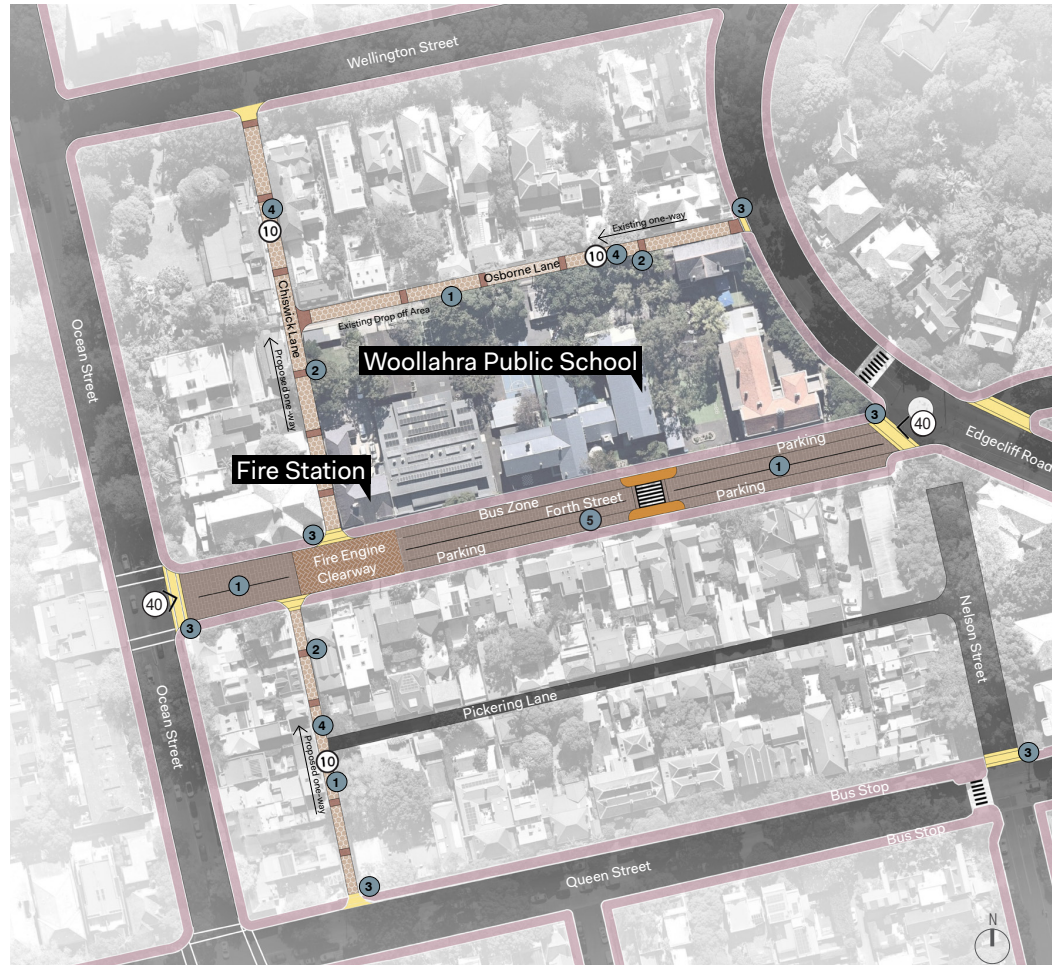 Wellington Street
3
4
Existing one-way
10
10
4
2
Osborne Lane
Chiswick Lane
1
Existing Drop off Area
Ocean Street
Proposed one-way
2
Woollahra Public School
3
40
Edgecliff Road
Parking
1
Fire Station
Bus Zone
Forth Street
Parking
5
3
Parking
Fire Engine
Clearway
1
40
3
Nelson Street
2
Pickering Lane
Ocean Street
4
10
Proposed one-way
1
3
Bus Stop
Bus Stop
Queen Street
3
N